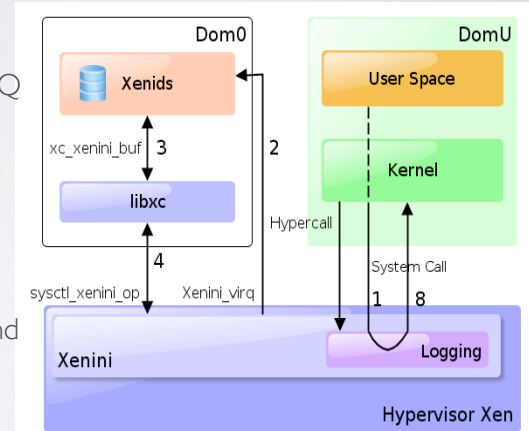 Dom0
DomU
Q
Xenids
User Space
xc_xenini_buf
3
2
Kernel
libxc
Hypercall
4
System Call
sysctl_xenini_op
Xenini_virq
1
8
nd
Xenini
Logging
Hypervisor Xen